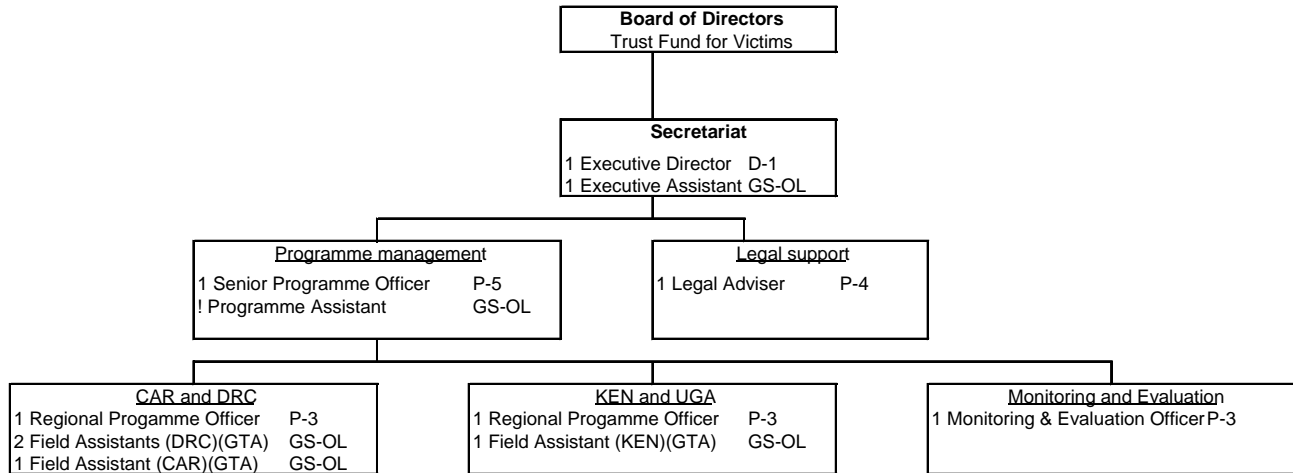 Board of Directors
Trust Fund for Victims
Secretariat
1 Executive Director D-1
1 Executive Assistant GS-OL
Programme management
1 Senior Programme Officer P-5
! Programme Assistant GS-OL
Legal support
1 Legal Adviser P-4
CAR and DRC
1 Regional Progamme Officer P-3
2 Field Assistants (DRC)(GTA) GS-OL
1 Field Assistant (CAR)(GTA) GS-OL
KEN and UGA
1 Regional Progamme Officer P-3
1 Field Assistant (KEN)(GTA) GS-OL
Monitoring and Evaluation
1 Monitoring & Evaluation Officer P-3